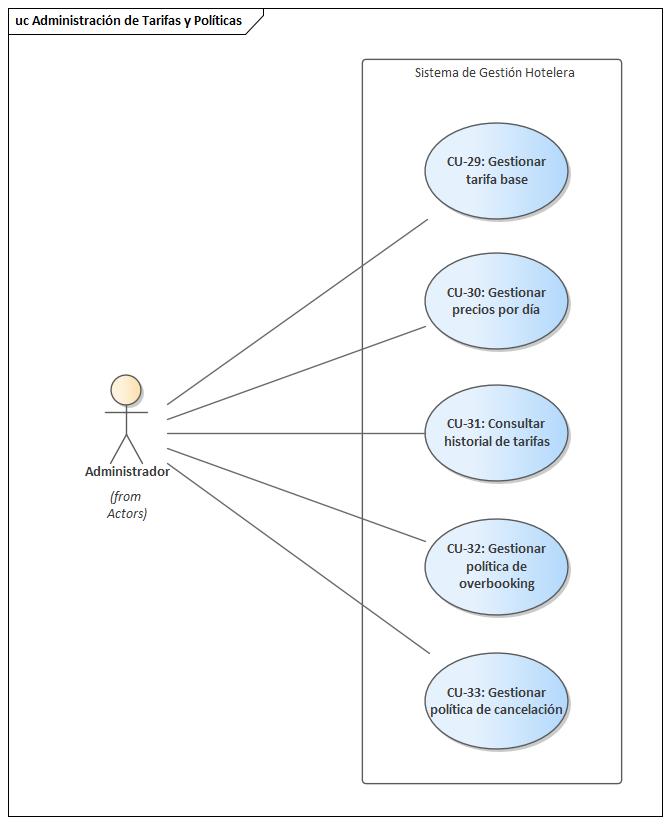 uc Administración de Tarifas y Políticas
Sistema de Gestión Hotelera
CU-29: Gestionar
tarifa base
CU-30: Gestionar
precios por día
CU-31: Consultar
historial de tarifas
Administrador
(from
Actors)
CU-32: Gestionar
política de
overbooking
CU-33: Gestionar
política de cancelación